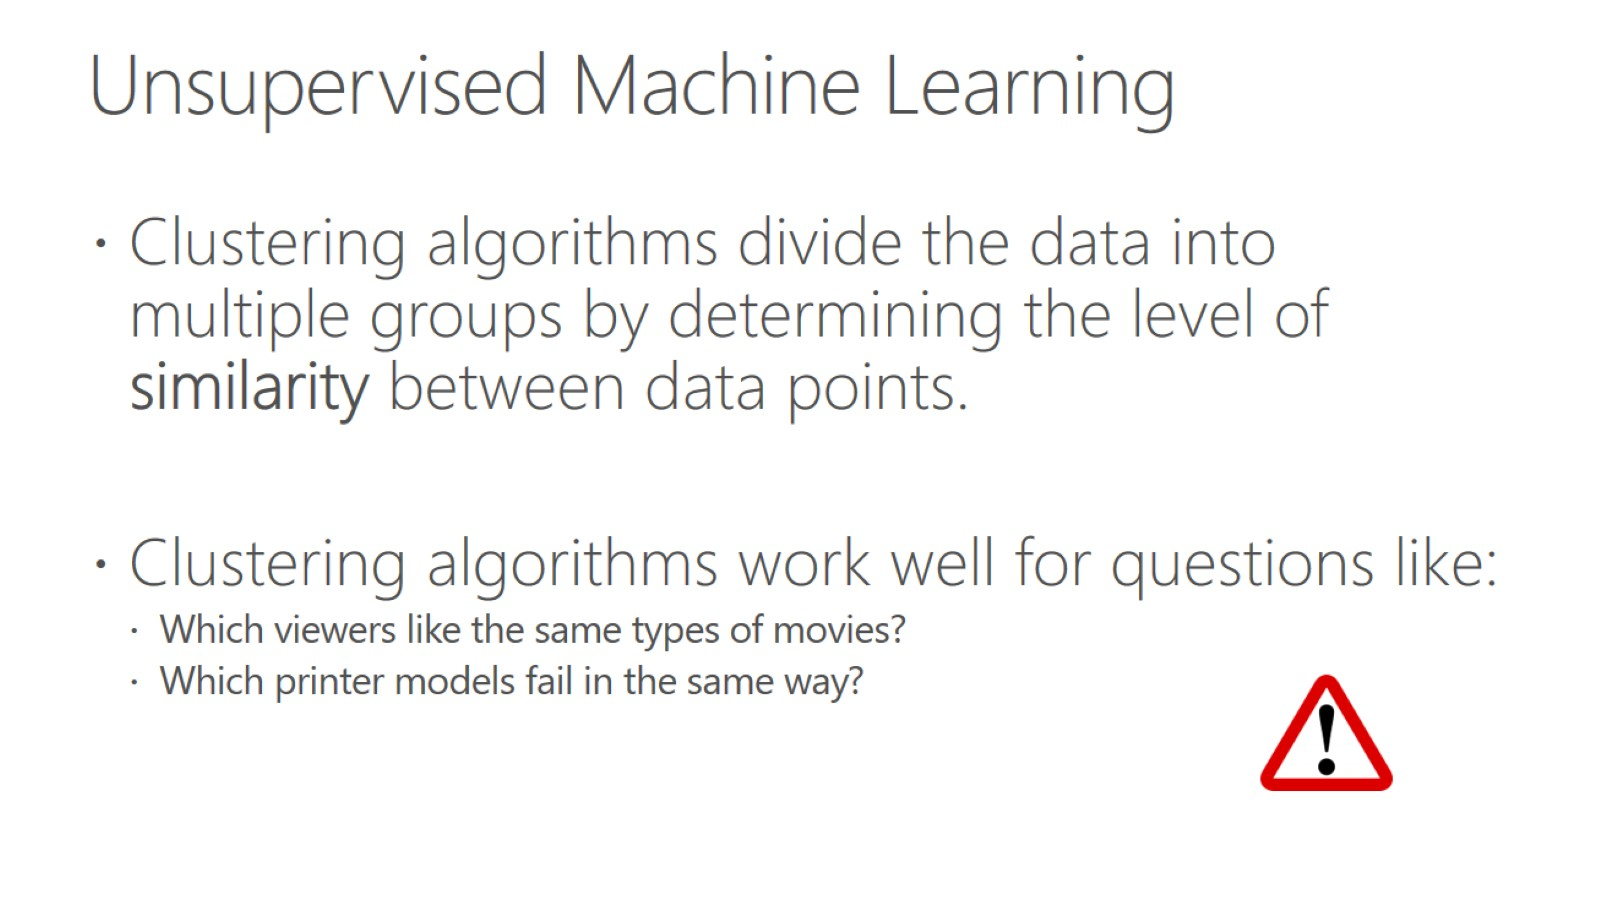 Unsupervised Machine Learning
· Clustering algorithms divide the data into
multiple groups by determining the level of
similarity between data points.
· Clustering algorithms work well for questions like:
· Which viewers like the same types of movies?
· Which printer models fail in the same way?
!